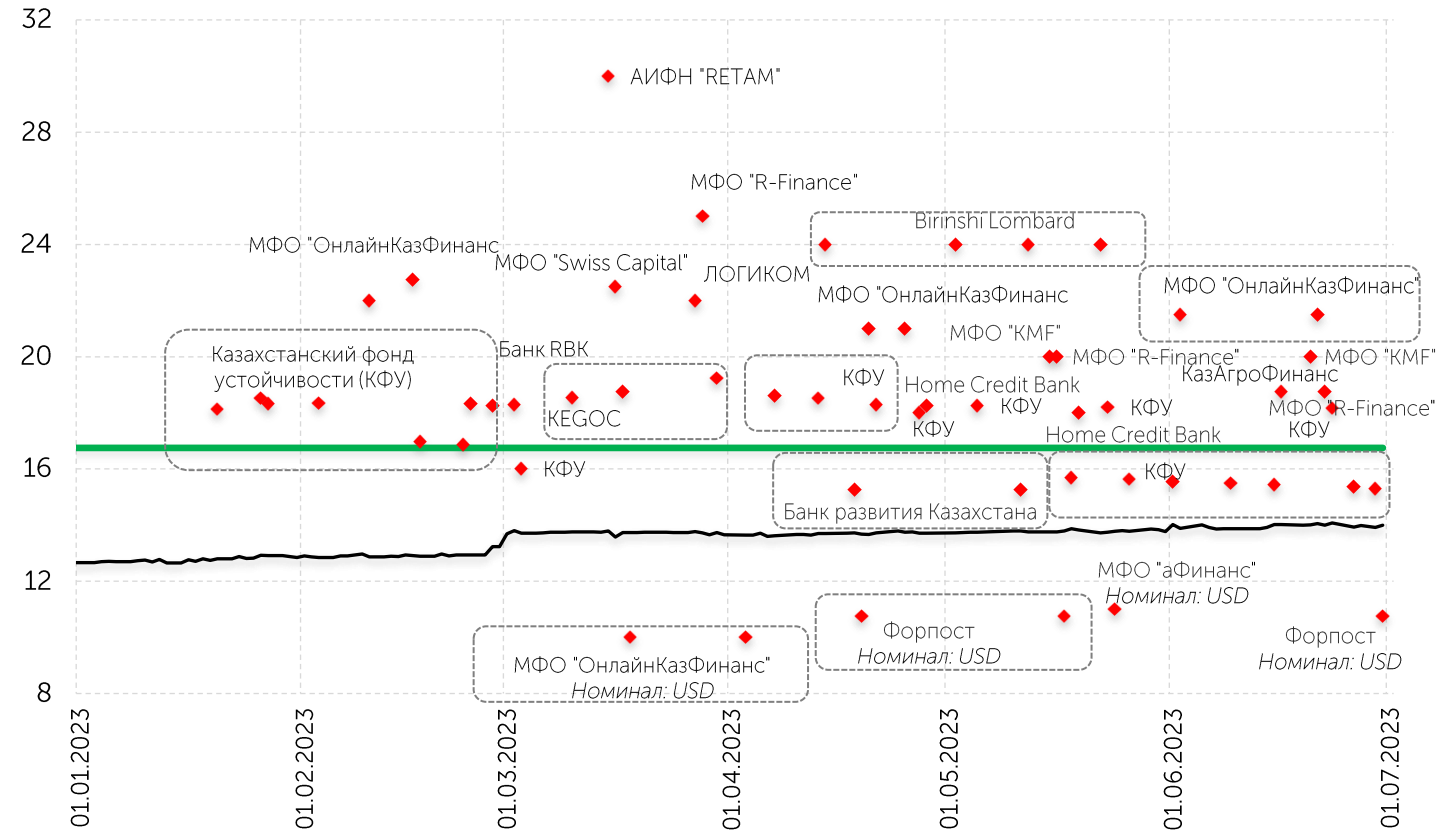 32
АИФН "RETAM"
28
МФО "R-Finance"
24
Birinshi Lombard
МФО "ОнлайнКазФинанс
МФО "Swiss Capital"
ЛОГИКОМ
МФО "ОнлайнКазФинанс"
МФО "ОнлайнКазФинанс
МФО "KMF"
20
Казахстанский фонд
устойчивости (КФУ)
Банк RBK
МФО "R-Finance"
МФО "KMF"
КазАгроФинанс
КФУ
Home Credit Bank
КФУ
КФУ
МФО "R-Finance"
KEGOC
КФУ
КФУ
Home Credit Bank
16
КФУ
КФУ
Банк развития Казахстана
12
МФО "аФинанс"
Номинал: USD
Форпост
Номинал: USD
Форпост
Номинал: USD
МФО "ОнлайнКазФинанс"
Номинал: USD
8
01.01.2023
01.02.2023
01.03.2023
01.04.2023
01.05.2023
01.06.2023
01.07.2023